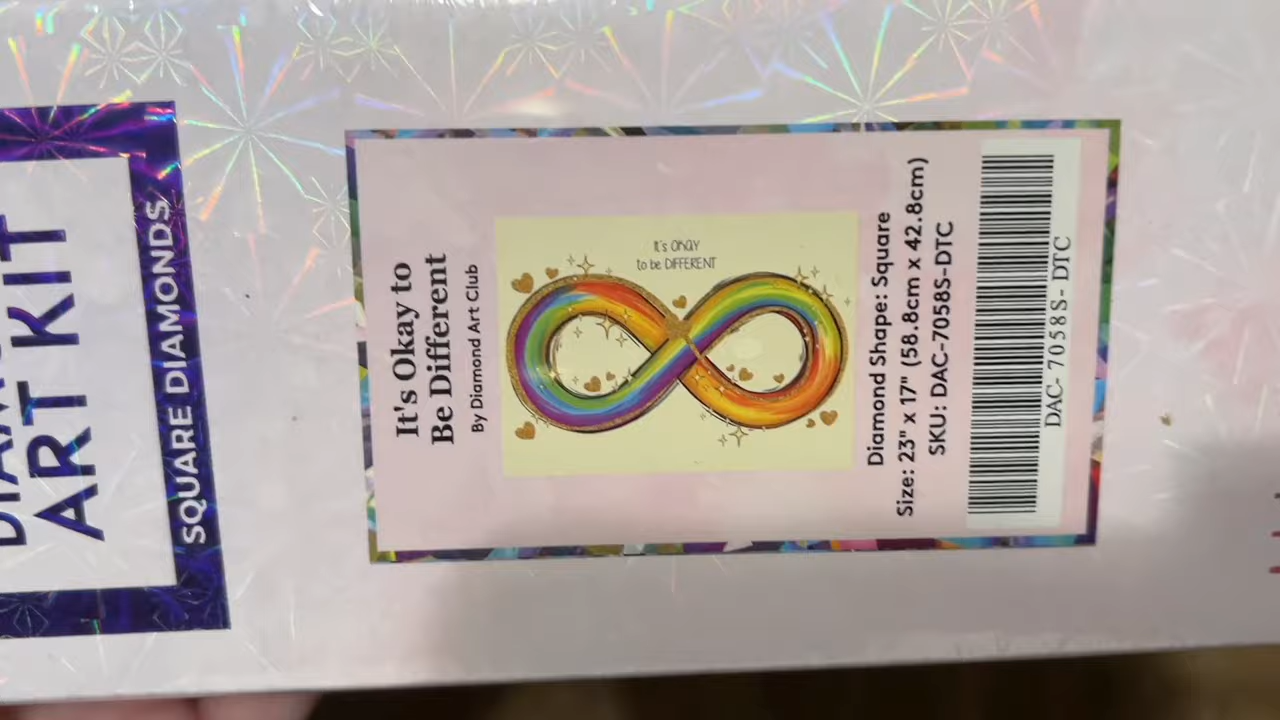 ART KIT
SQUARE DIAMONDS
It's Okay to
Be Different
By Diamond Art Club
It's OkAY
to be DIFFERENT
Diamond Shape: Square
Size: 23" x 17" (58.8cm x 42.8cm)
SKU: DAC-7058S-DTC
DAC- 7058S- DTC